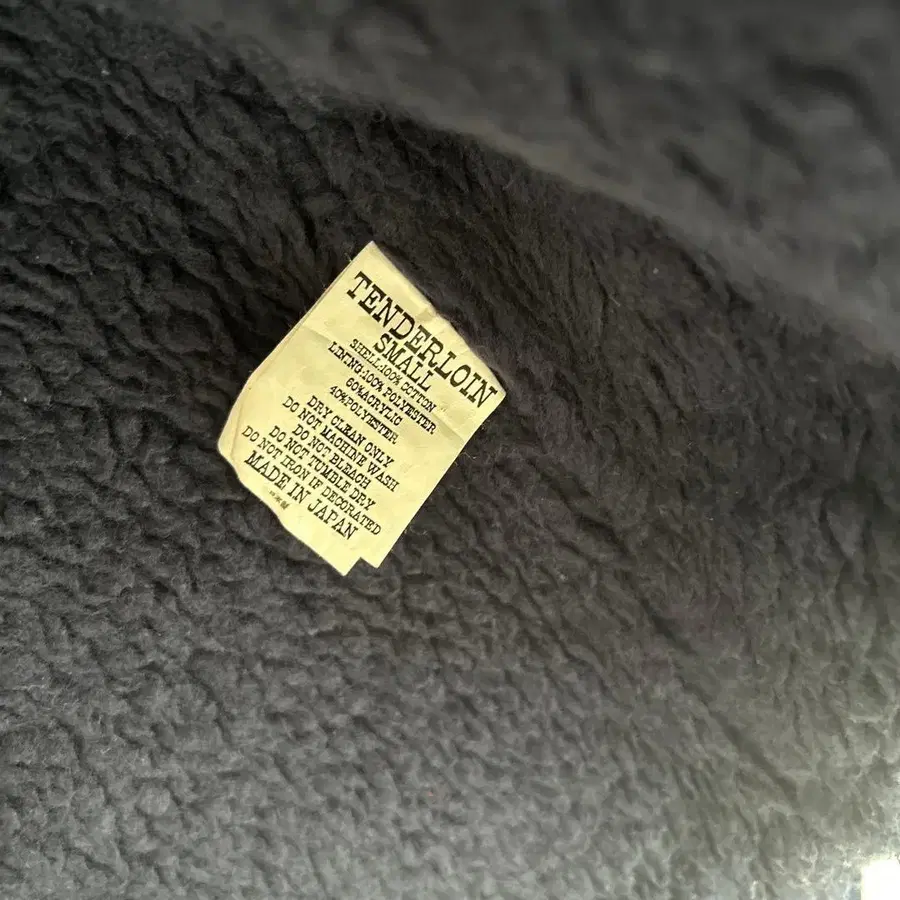 TENDERLOIN
SMALL
SHELL:100% COTTON
LINING:100% POLYESTER
60%ACRYLIC
40%POLYESTER
DRY CLEAN ONLY
DO NOT MACHINE WASH
DO NOT BLEACH
DO NOT TUMBLE DRY
DO NOT IRON IF DECORATED
MADE IN JAPAN